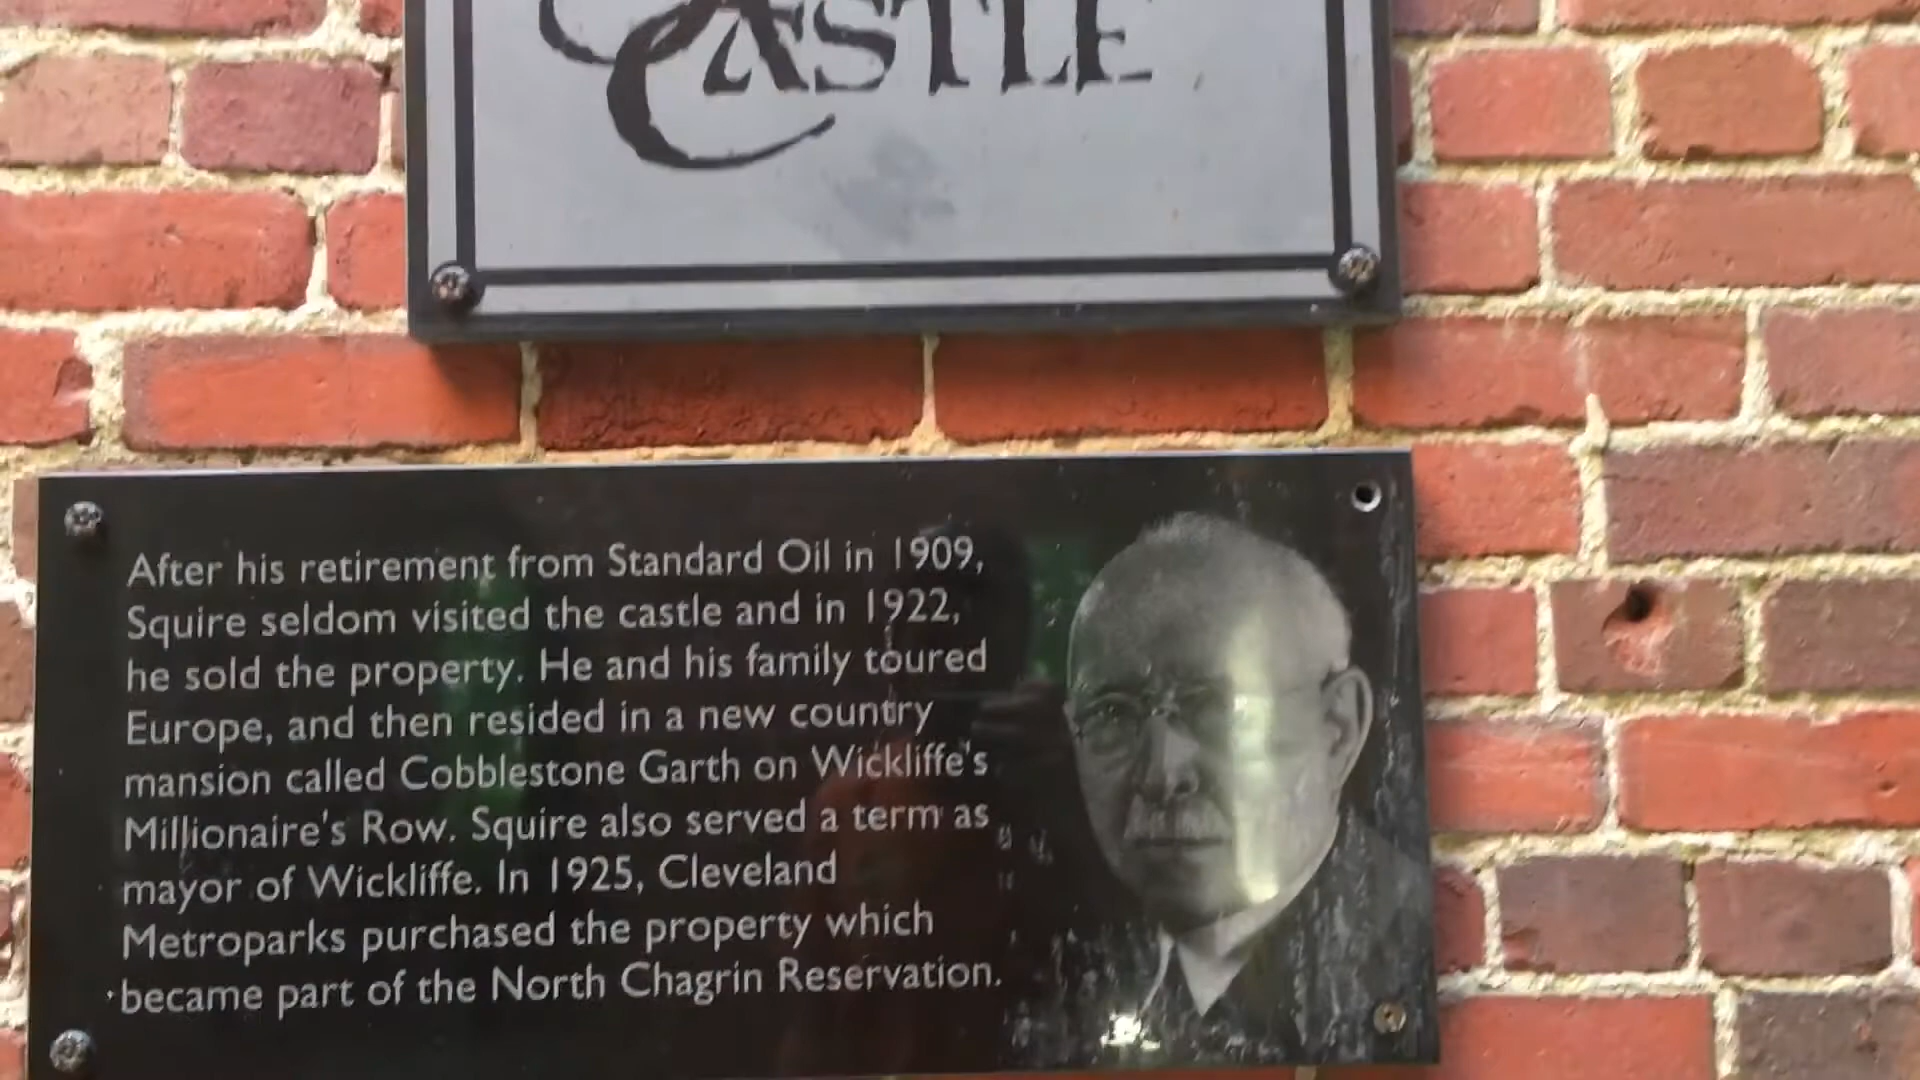 CASTLE
After his retirement from Standard Oil in 1909,
Squire seldom visited the castle and in 1922,
he sold the property. He and his family toured
Europe, and then resided in a new country
mansion called Cobblestone Garth on Wickliffe's
Millionaire's Row. Squire also served a term as
mayor of Wickliffe. In 1925, Cleveland
Metroparks purchased the property which
became part of the North Chagrin Reservation.